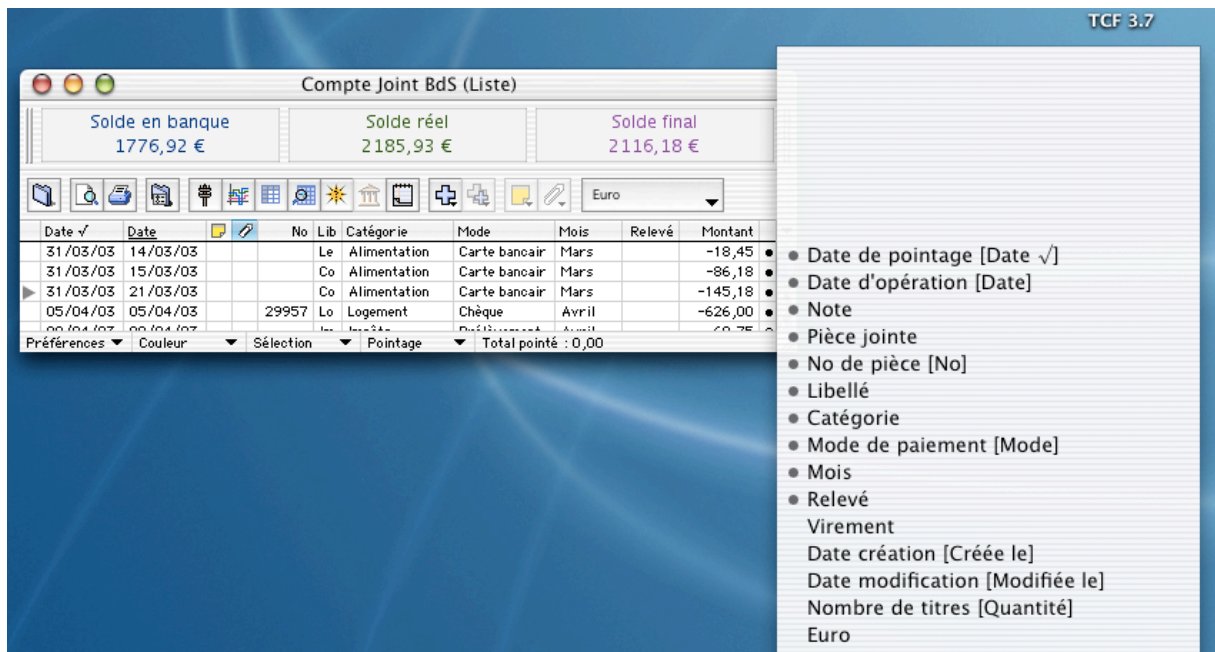 TCF 3.7
Compte Joint BdS (Liste)
Solde en banque Solde réel Solde final
1776,92 € 2185,93 € 2116,18 €
Euro
Date √ Date No Lib Catégorie Mode Mois Relevé Montant
31/03/03 14/03/03 Le Alimentation Carte bancair Mars -18,45
31/03/03 15/03/03 Co Alimentation Carte bancair Mars -86,18
31/03/03 21/03/03 Co Alimentation Carte bancair Mars -145,18
05/04/03 05/04/03 29957 Lo Logement Chèque Avril -626,00
Préférences Couleur Sélection Pointage Total pointé : 0,00
Date de pointage [Date √]
Date d'opération [Date]
Note
Pièce jointe
No de pièce [No]
Libellé
Catégorie
Mode de paiement [Mode]
Mois
Relevé
Virement
Date création [Créée le]
Date modification [Modifiée le]
Nombre de titres [Quantité]
Euro